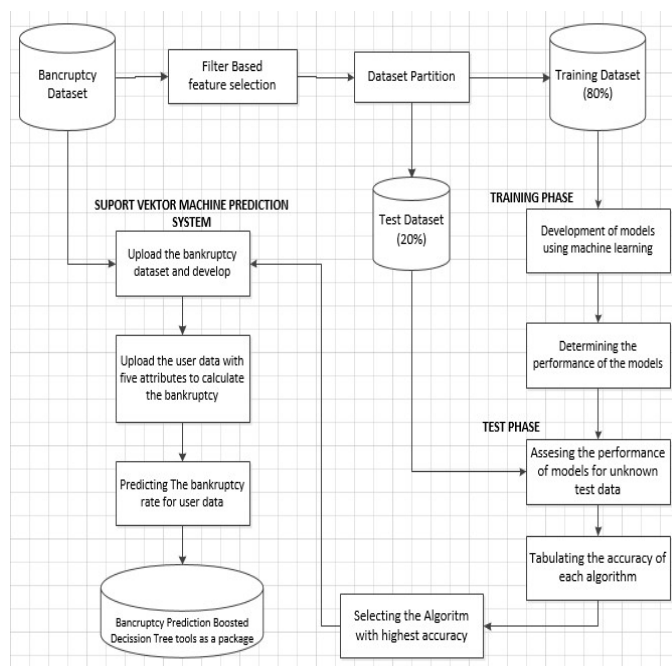 Bancruptcy
Dataset
Filter Based
feature selection
Dataset Partition
Training Dataset
(80%)
Test Dataset
(20%)
TRAINING PHASE
Development of models
using machine learning
Determining the
performance of the models
TEST PHASE
Assesing the performance
of models for unknown
test data
Tabulating the accuracy of
each algorithm
Selecting the Algoritm
with highest accuracy
SUPORT VEKTOR MACHINE PREDICTION
SYSTEM
Upload the bankruptcy
dataset and develop
Upload the user data with
five attributes to calculate
the bankruptcy
Predicting The bankruptcy
rate for user data
Bancruptcy Prediction Boosted
Decission Tree tools as a package